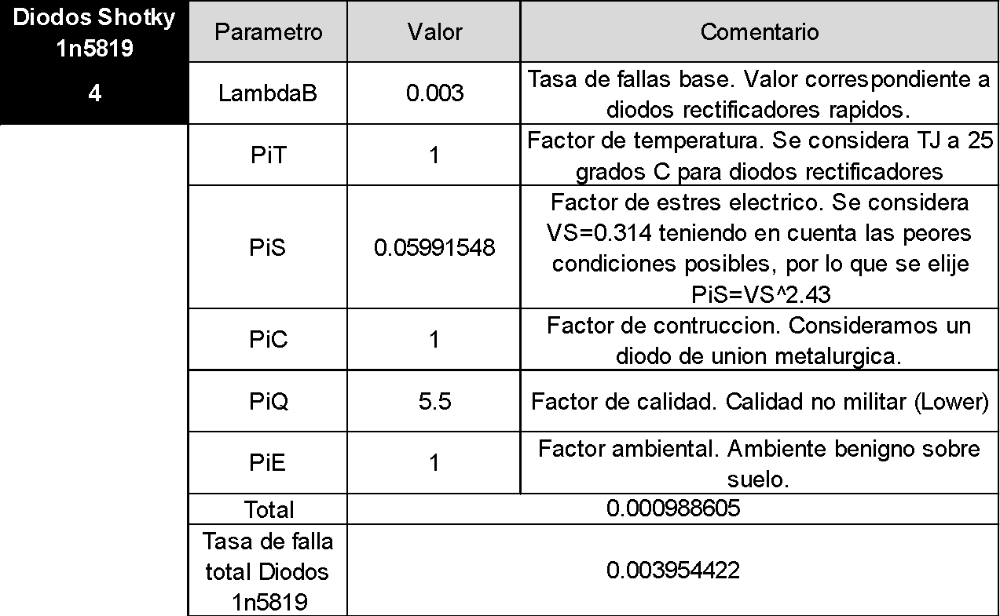 Diodos Shotky
1n5819
4
Parametro
Valor
Comentario
LambdaB
0.003
Tasa de fallas base. Valor correspondiente a
diodos rectificadores rapidos.
PiT
1
Factor de temperatura. Se considera TJ a 25
grados C para diodos rectificadores
PiS
0.05991548
Factor de estres electrico. Se considera
VS=0.314 teniendo en cuenta las peores
condiciones posibles, por lo que se elije
PiS=VS^2.43
PiC
1
Factor de contruccion. Consideramos un
diodo de union metalurgica.
PiQ
5.5
Factor de calidad. Calidad no militar (Lower)
PiE
1
Factor ambiental. Ambiente benigno sobre
suelo.
Total
0.000988605
Tasa de falla
total Diodos
1n5819
0.003954422